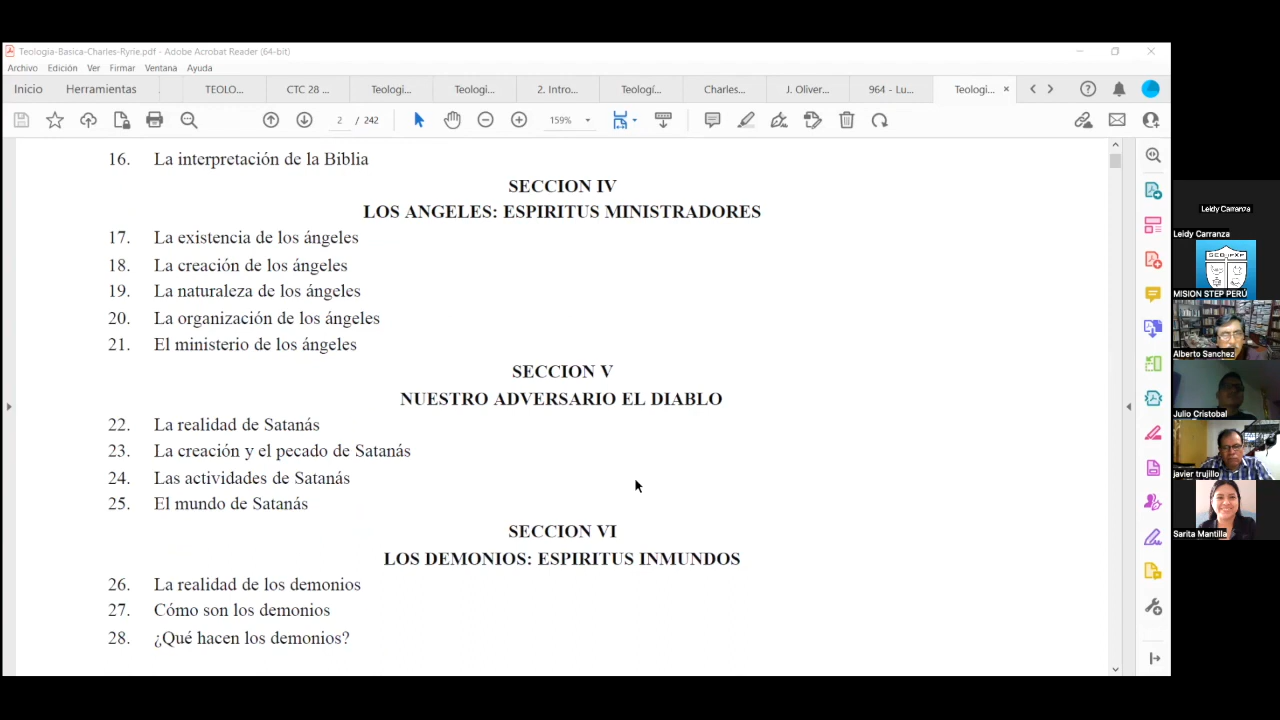 Teologia-Basica-Charles-Ryrie.pdf - Adobe Acrobat Reader (64-bit)
Archivo Edición Ver Firmar Ventana Ayuda
Inicio Herramientas TEOLO... CTC 28 ... Teologi... Teologi... 2. Intro... Teologí... Charles... J. Oliver... 964 - Lu... Teologi... ×
2 / 242 159%
16. La interpretación de la Biblia
SECCION IV
LOS ANGELES: ESPIRITUS MINISTRADORES
17. La existencia de los ángeles
18. La creación de los ángeles
19. La naturaleza de los ángeles
20. La organización de los ángeles
21. El ministerio de los ángeles
SECCION V
NUESTRO ADVERSARIO EL DIABLO
22. La realidad de Satanás
23. La creación y el pecado de Satanás
24. Las actividades de Satanás
25. El mundo de Satanás
SECCION VI
LOS DEMONIOS: ESPIRITUS INMUNDOS
26. La realidad de los demonios
27. Cómo son los demonios
28. ¿Qué hacen los demonios?
Leidy Carranza
Leidy Carranza
MISION STEP PERÚ
Alberto Sanchez
Julio Cristobal
javier trujillo
Sarita Mantilla